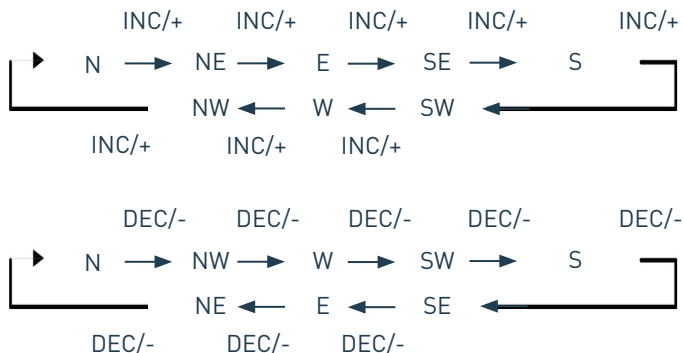 INC/+ INC/+ INC/+ INC/+ INC/+
N NE E SE S
NW W SW
INC/+ INC/+ INC/+
DEC/- DEC/- DEC/- DEC/- DEC/-
N NW W SW S
NE E SE
DEC/- DEC/- DEC/-